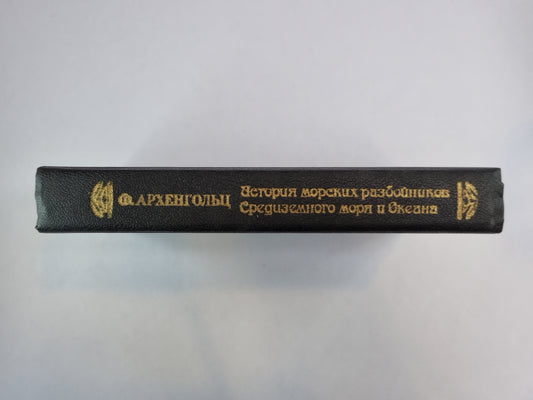 Ф. АРХЕНГОЛЬЦ
История морских разбойников
Средиземного моря и Океана